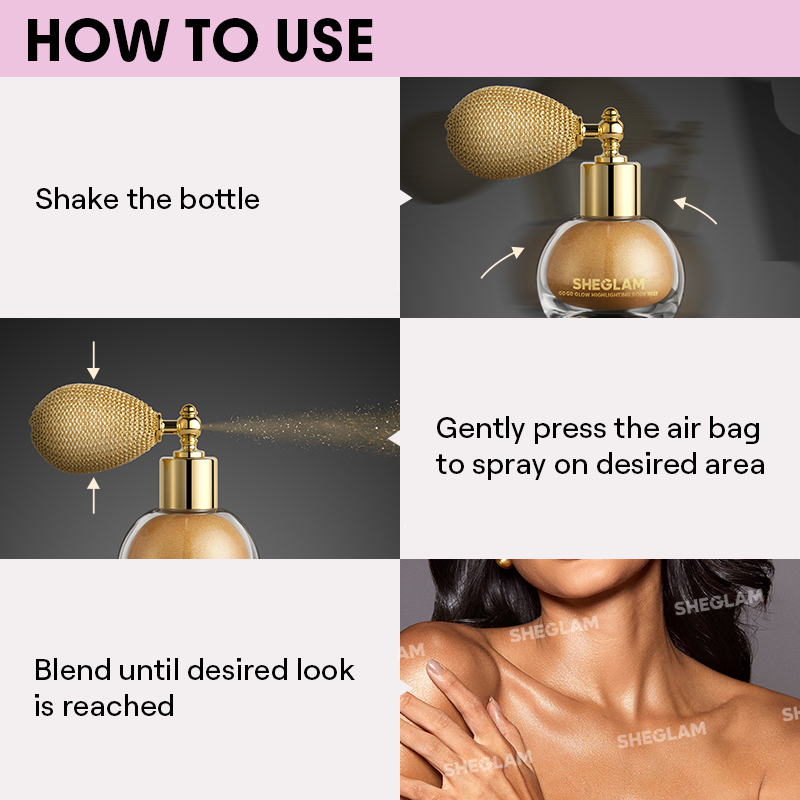 HOW TO USE
Shake the bottle
SHEGLAM
GO GO GLOW HIGHLIGHTING BODY MIST
Gently press the air bag
to spray on desired area
Blend until desired look
is reached
SHEGLAM
SHEGLAM
SHEGLAM
SHEGLAM